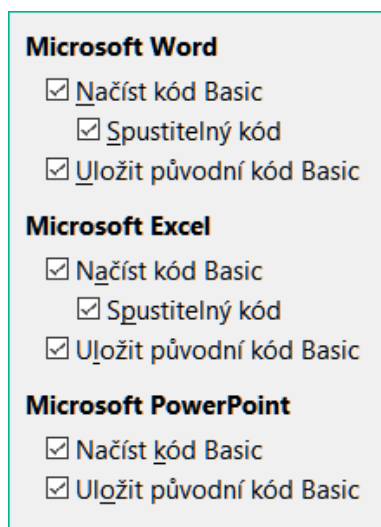 Microsoft Word
Načíst kód Basic
Spustitelný kód
Uložit původní kód Basic
Microsoft Excel
Načíst kód Basic
Spustitelný kód
Uložit původní kód Basic
Microsoft PowerPoint
Načíst kód Basic
Uložit původní kód Basic